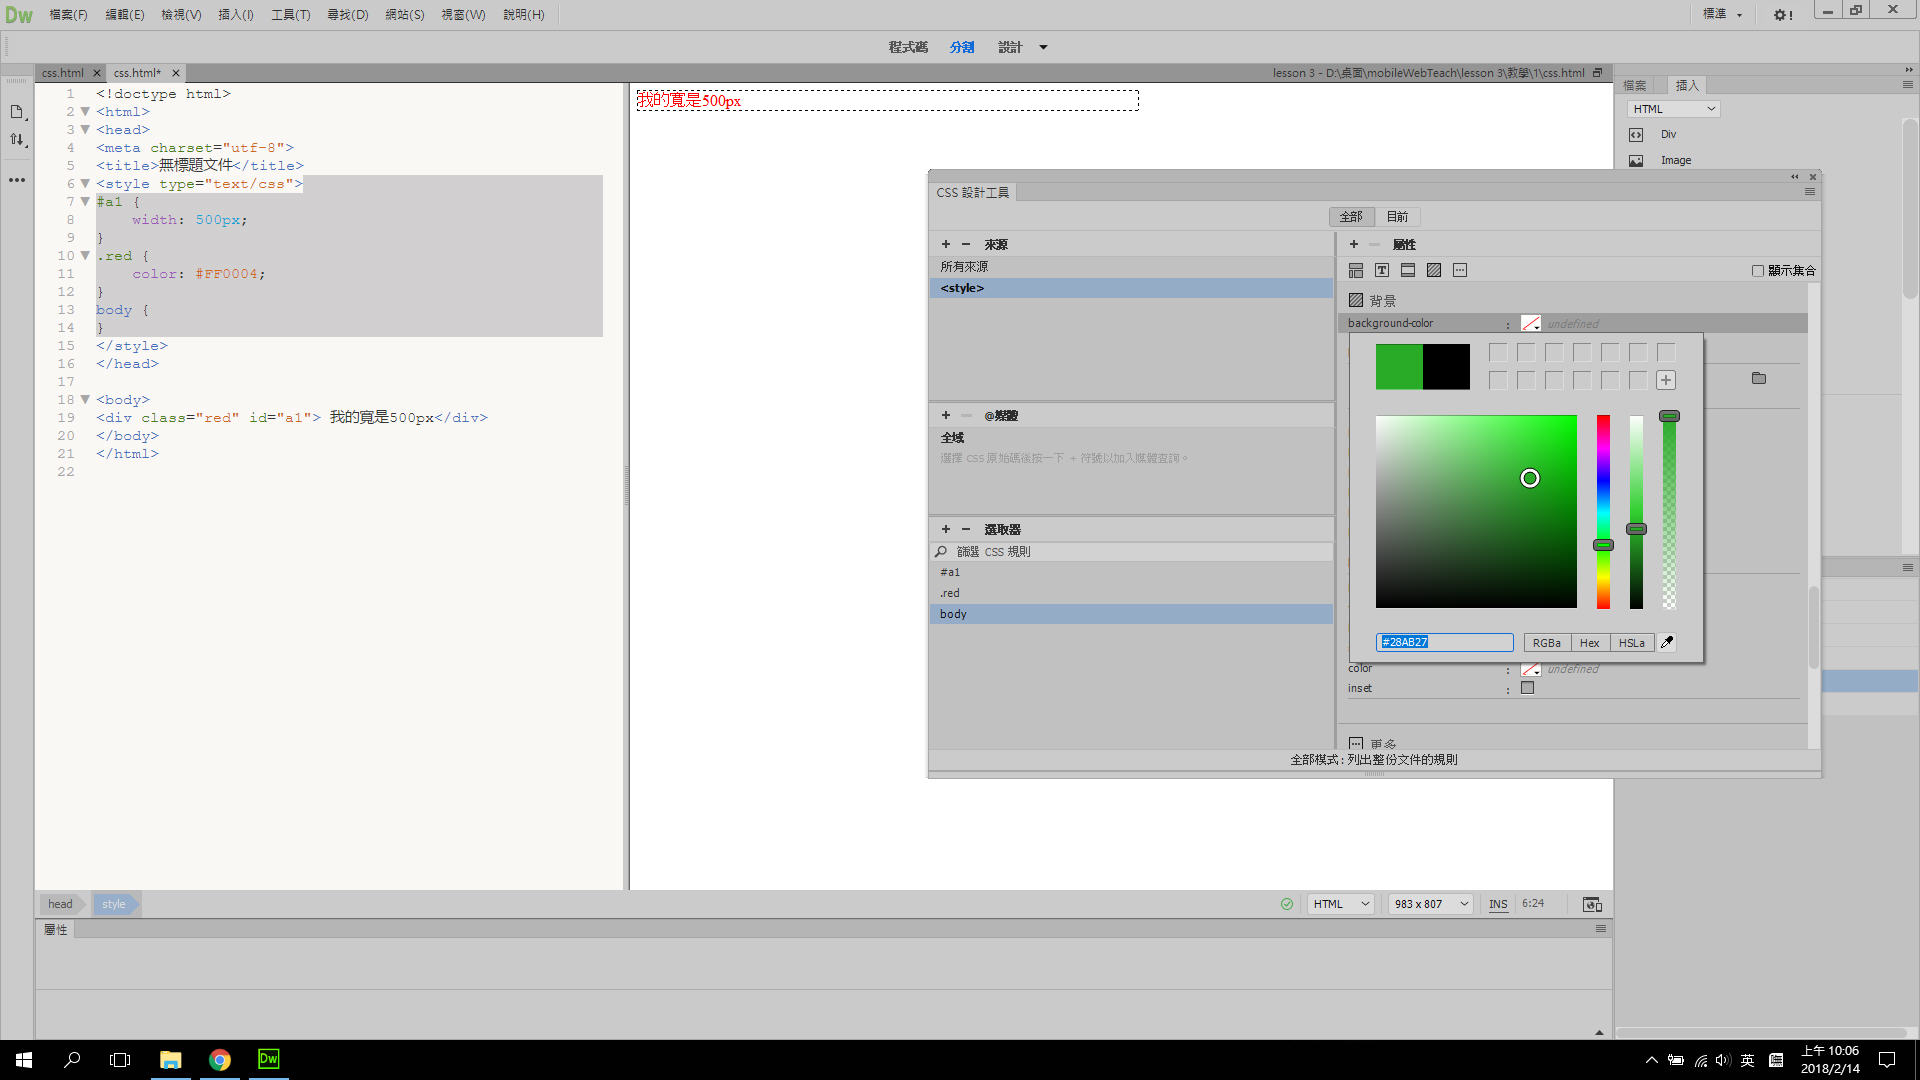 Dw 檔案(F) 編輯(E) 檢視(V) 插入(I) 工具(T) 尋找(D) 網站(S) 視窗(W) 說明(H) 標準
程式碼 分割 設計
css.html css.html* lesson 3 - D:\桌面\mobileWebTeach\lesson 3\教學\1\css.html
1 <!doctype html>
2 <html>
3 <head>
4 <meta charset="utf-8">
5 <title>無標題文件</title>
6 <style type="text/css">
7 #a1 {
8 width: 500px;
9 }
10 .red {
11 color: #FF0004;
12 }
13 body {
14 }
15 </style>
16 </head>
17
18 <body>
19 <div class="red" id="a1"> 我的寬是500px</div>
20 </body>
21 </html>
22
我的寬是500px
檔案 插入
HTML
Div
Image
CSS 設計工具
全部 目前
+ − 來源
所有來源
<style>
+ − @媒體
全域
選擇 CSS 原始碼後按一下 + 符號以加入媒體查詢。
+ − 選取器
篩選 CSS 規則
#a1
.red
body
+ − 屬性
顯示集合
背景
background-color : undefined
#28AB27 RGBa Hex HSLa
color : undefined
inset :
更多
全部模式 : 列出整份文件的規則
head style HTML 983 x 807 INS 6:24
屬性
Dw 英 上午 10:06
2018/2/14